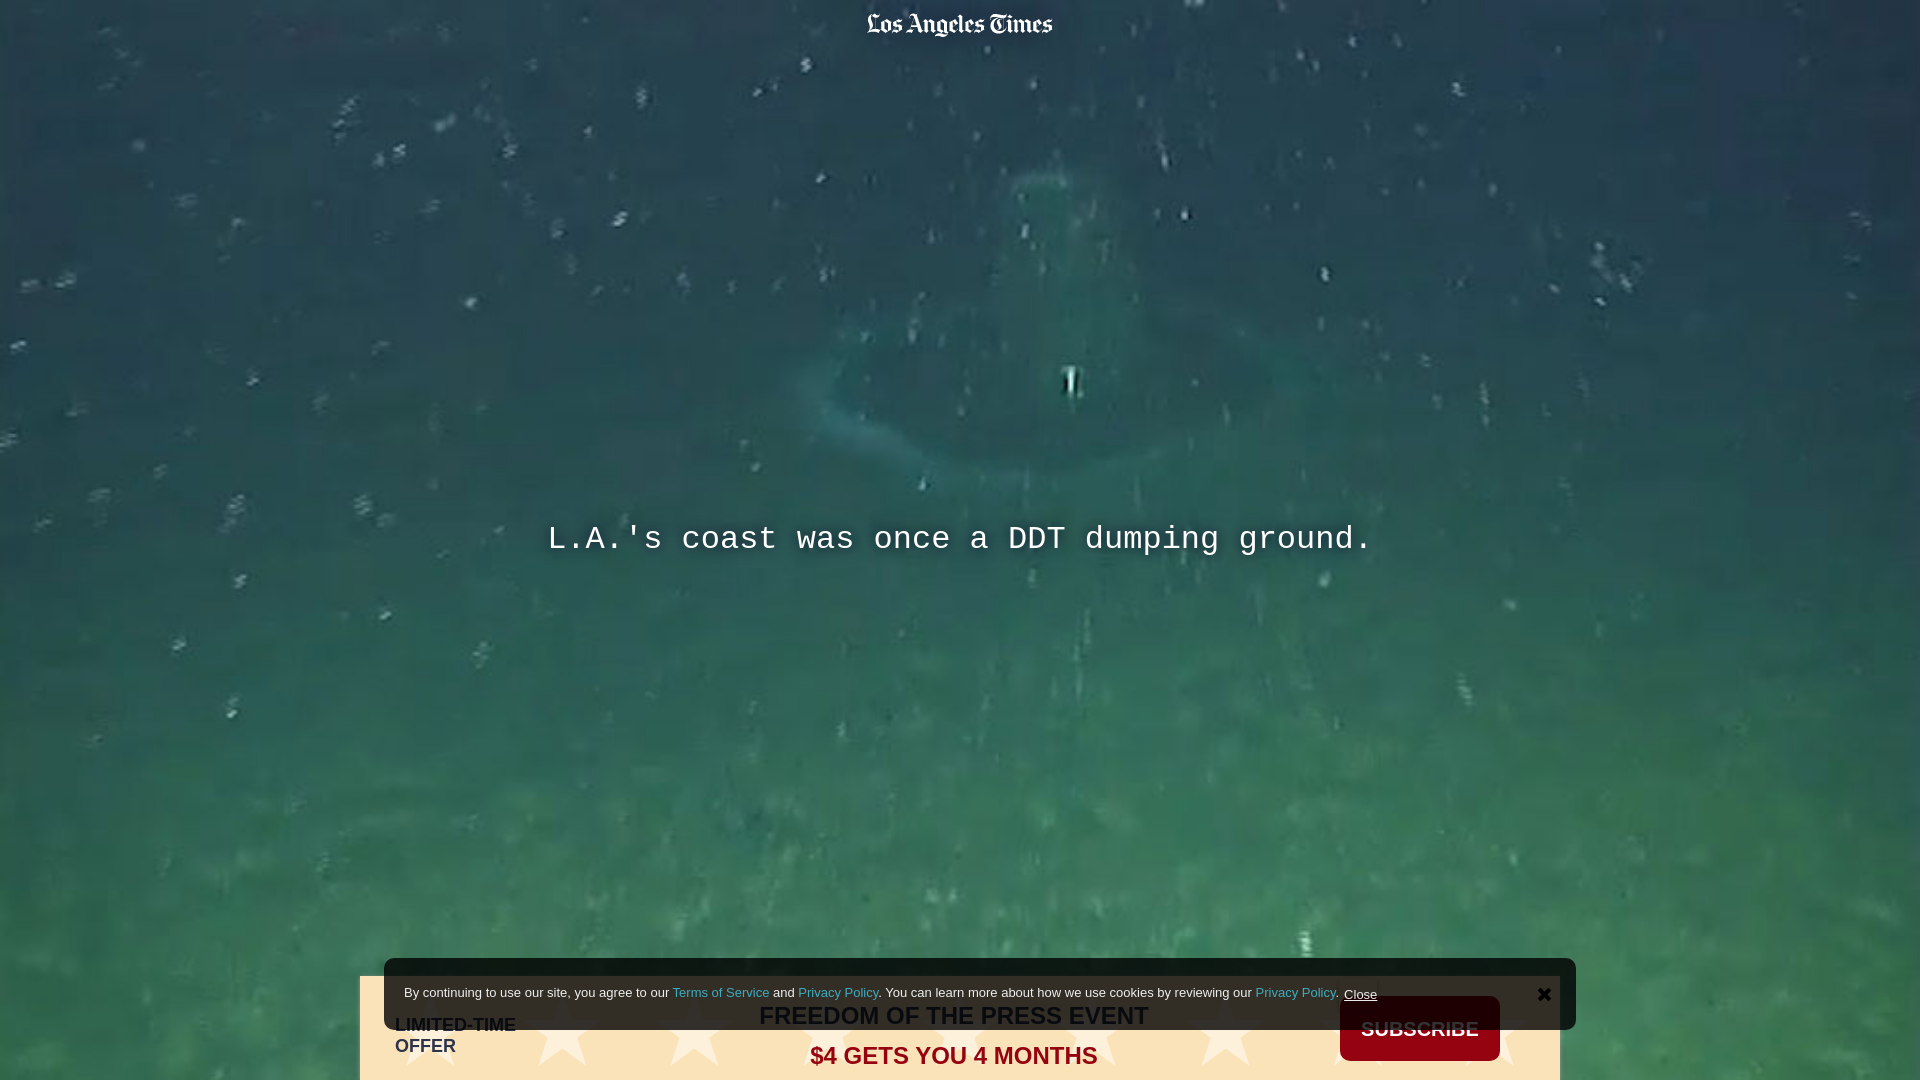 Los Angeles Times
L.A.'s coast was once a DDT dumping ground.
By continuing to use our site, you agree to our Terms of Service and Privacy Policy. You can learn more about how we use cookies by reviewing our Privacy Policy. Close
✖
LIMITED-TIME
OFFER
FREEDOM OF THE PRESS EVENT
$4 GETS YOU 4 MONTHS
SUBSCRIBE